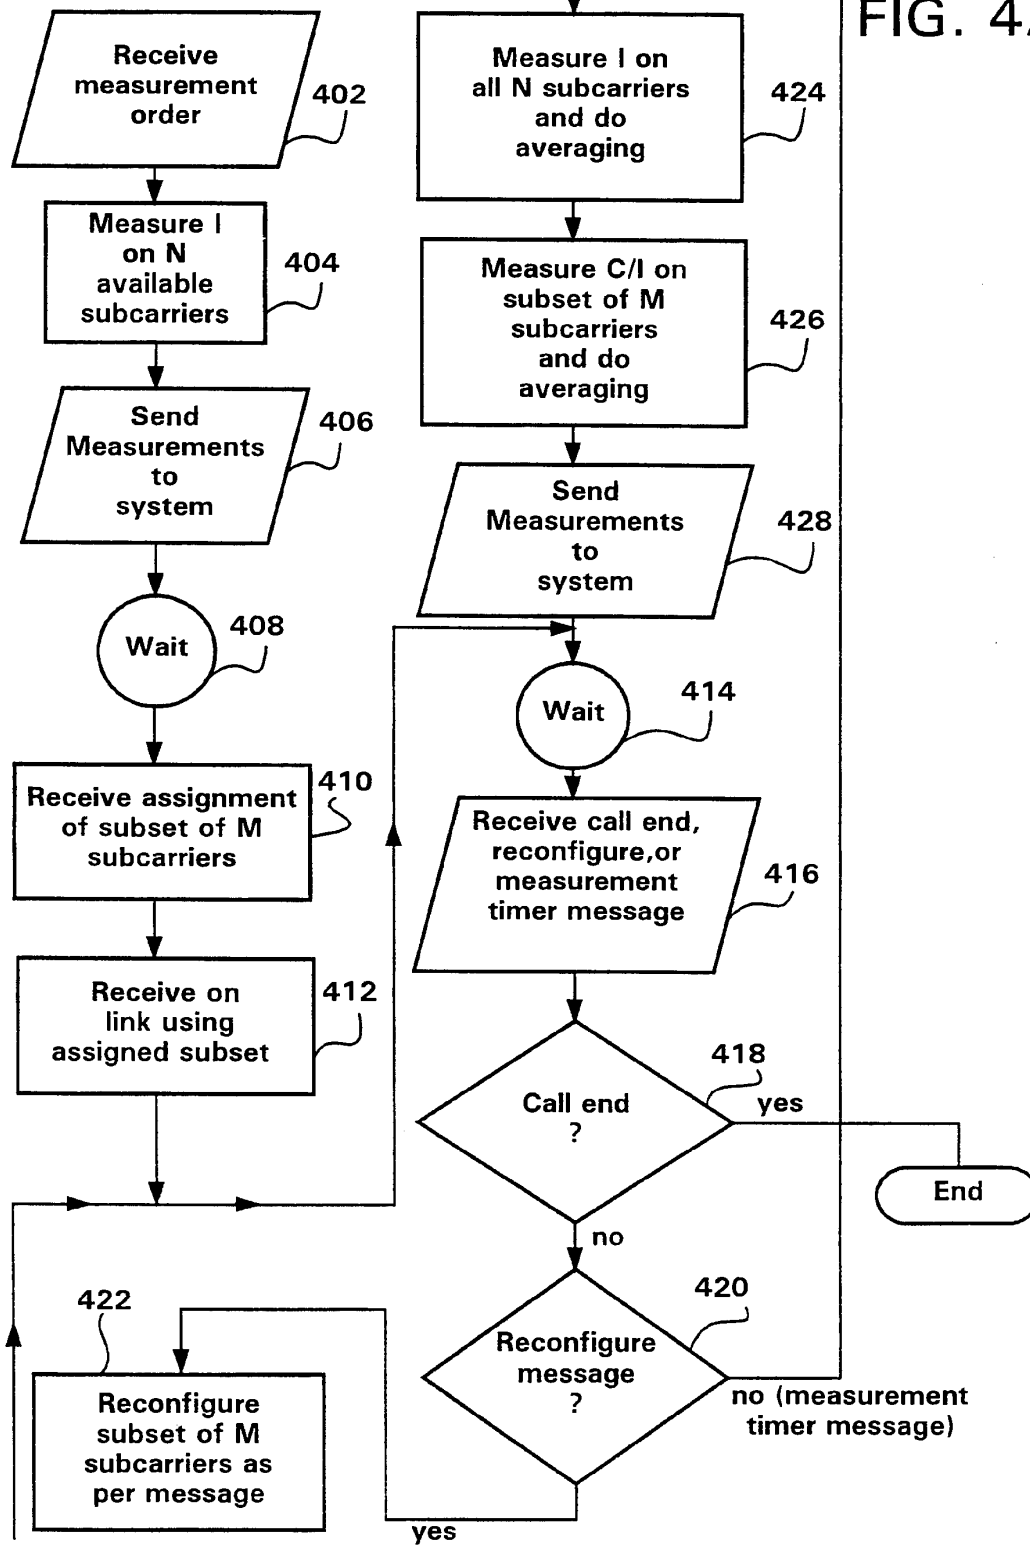 FIG. 4
Receive
measurement
order
402
Measure I
on N
available
subcarriers
404
Send
Measurements
to
system
406
Wait
408
Receive assignment
of subset of M
subcarriers
410
Receive on
link using
assigned subset
412
422
Reconfigure
subset of M
subcarriers as
per message
Measure I on
all N subcarriers
and do
averaging
424
Measure C/I on
subset of M
subcarriers
and do
averaging
426
Send
Measurements
to
system
428
Wait
414
Receive call end,
reconfigure,or
measurement
timer message
416
Call end
?
418
yes
End
no
Reconfigure
message
?
420
no (measurement
timer message)
yes